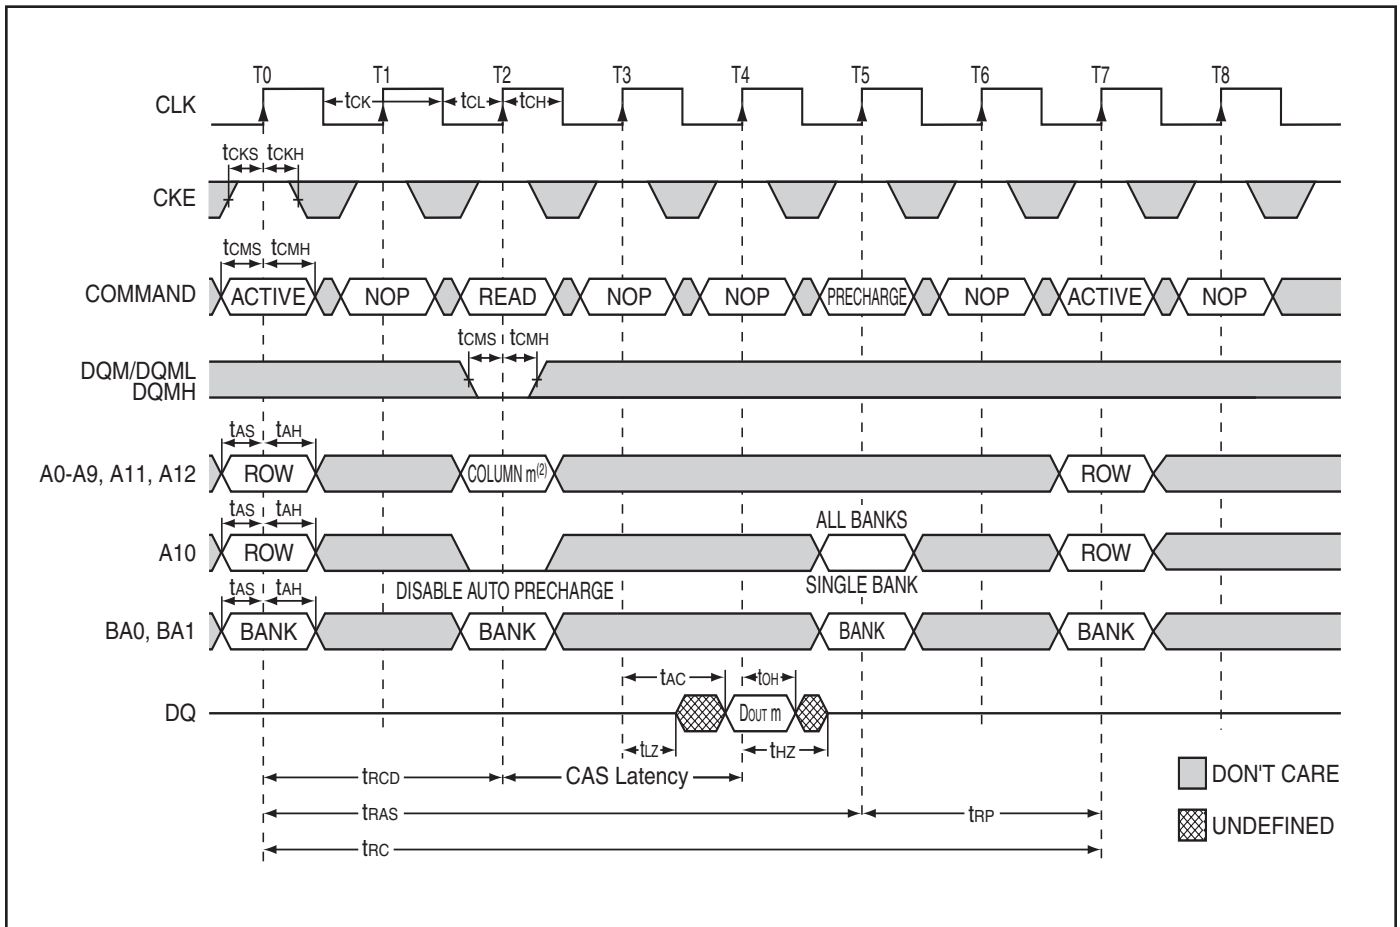 T0 T1 T2 T3 T4 T5 T6 T7 T8
CLK tCK tCL tCH
tCKS tCKH
CKE
tCMS tCMH
COMMAND ACTIVE NOP READ NOP NOP PRECHARGE NOP ACTIVE NOP
tCMS tCMH
DQM/DQML
DQMH
tAS tAH
A0-A9, A11, A12 ROW COLUMN m(2) ROW
tAS tAH ALL BANKS
A10 ROW ROW
tAS tAH DISABLE AUTO PRECHARGE SINGLE BANK
BA0, BA1 BANK BANK BANK BANK
tAC tOH
DQ DOUT m
tLZ tHZ
tRCD CAS Latency
DON'T CARE
tRAS tRP
UNDEFINED
tRC